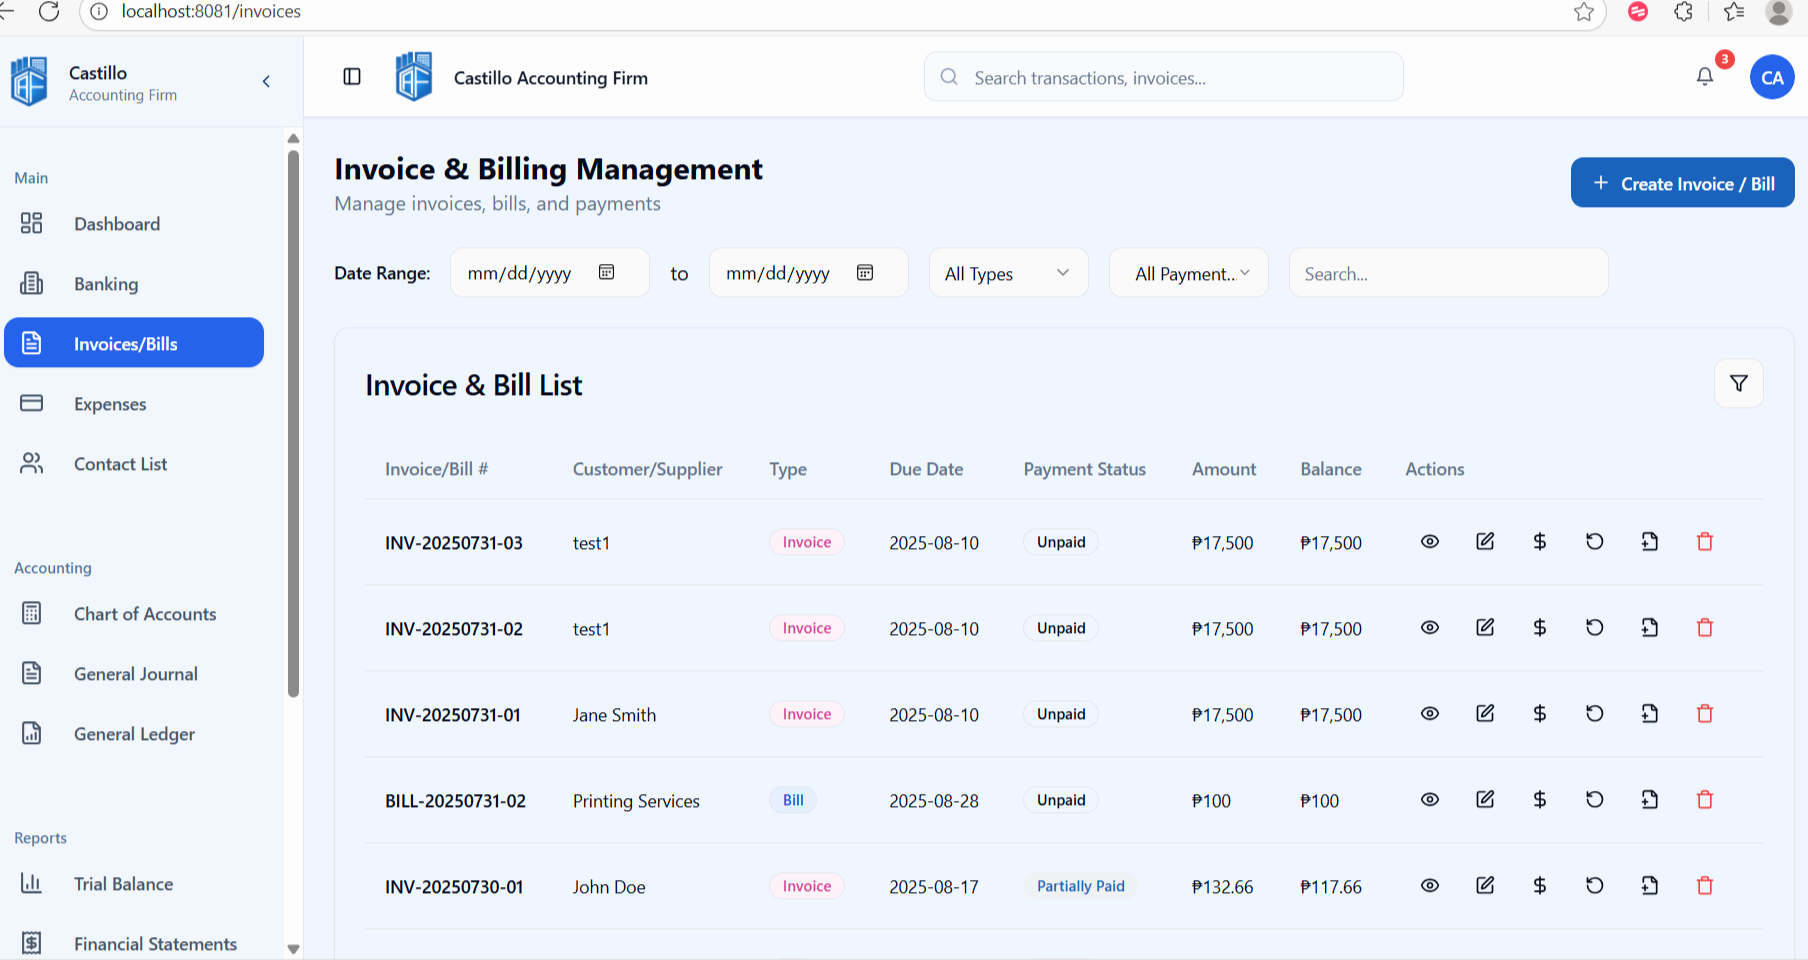 localhost:8081/invoices
Castillo
Accounting Firm
Castillo Accounting Firm
Search transactions, invoices...
3
CA
Main
Dashboard
Banking
Invoices/Bills
Expenses
Contact List
Accounting
Chart of Accounts
General Journal
General Ledger
Reports
Trial Balance
Financial Statements
Invoice & Billing Management
Manage invoices, bills, and payments
+ Create Invoice / Bill
Date Range: mm/dd/yyyy to mm/dd/yyyy All Types All Payment... Search...
Invoice & Bill List
Invoice/Bill # Customer/Supplier Type Due Date Payment Status Amount Balance Actions
INV-20250731-03 test1 Invoice 2025-08-10 Unpaid ₱17,500 ₱17,500
INV-20250731-02 test1 Invoice 2025-08-10 Unpaid ₱17,500 ₱17,500
INV-20250731-01 Jane Smith Invoice 2025-08-10 Unpaid ₱17,500 ₱17,500
BILL-20250731-02 Printing Services Bill 2025-08-28 Unpaid ₱100 ₱100
INV-20250730-01 John Doe Invoice 2025-08-17 Partially Paid ₱132.66 ₱117.66